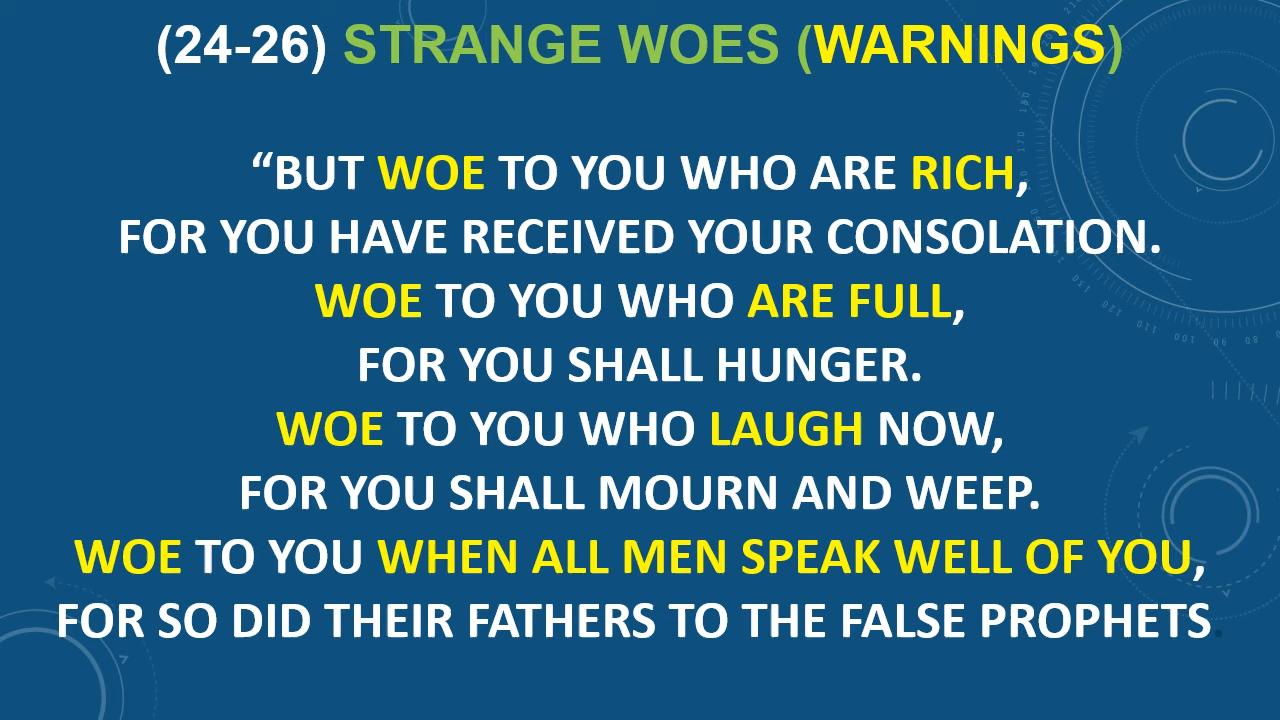 (24-26) STRANGE WOES (WARNINGS)
“BUT WOE TO YOU WHO ARE RICH,
FOR YOU HAVE RECEIVED YOUR CONSOLATION.
WOE TO YOU WHO ARE FULL,
FOR YOU SHALL HUNGER.
WOE TO YOU WHO LAUGH NOW,
FOR YOU SHALL MOURN AND WEEP.
WOE TO YOU WHEN ALL MEN SPEAK WELL OF YOU,
FOR SO DID THEIR FATHERS TO THE FALSE PROPHETS.